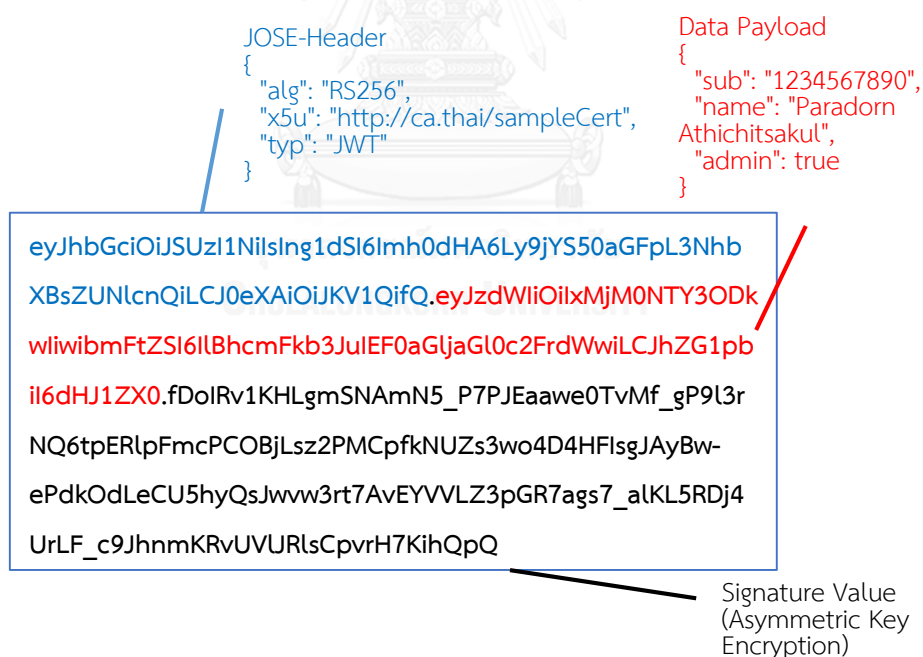 JOSE-Header
{
"alg": "RS256",
"x5u": "http://ca.thai/sampleCert",
"typ": "JWT"
}
Data Payload
{
"sub": "1234567890",
"name": "Paradorn
Athichitsakul",
"admin": true
}
eyJhbGciOiJSUzI1NiIsIng1dSI6Imh0dHA6Ly9jYS50aGFpL3Nhb
XBsZUNlcnQiLCJ0eXAiOiJKV1QifQ.eyJzdWIiOiIxMjM0NTY3ODk
wIiwibmFtZSI6IlBhcmFkb3JuIEF0aGljaGl0c2FrdWwiLCJhZG1pb
iI6dHJ1ZX0.fDoIRv1KHLgmSNAmN5_P7PJEaawe0TvMf_gP9l3r
NQ6tpERlpFmcPCOBjLsz2PMCpfkNUZs3wo4D4HFIsgJAyBw-
ePdkOdLeCU5hyQsJwvw3rt7AvEYVVLZ3pGR7ags7_alKL5RDj4
UrLF_c9JhnmKRvUVlJRlsCpvrH7KihQpQ
Signature Value
(Asymmetric Key
Encryption)